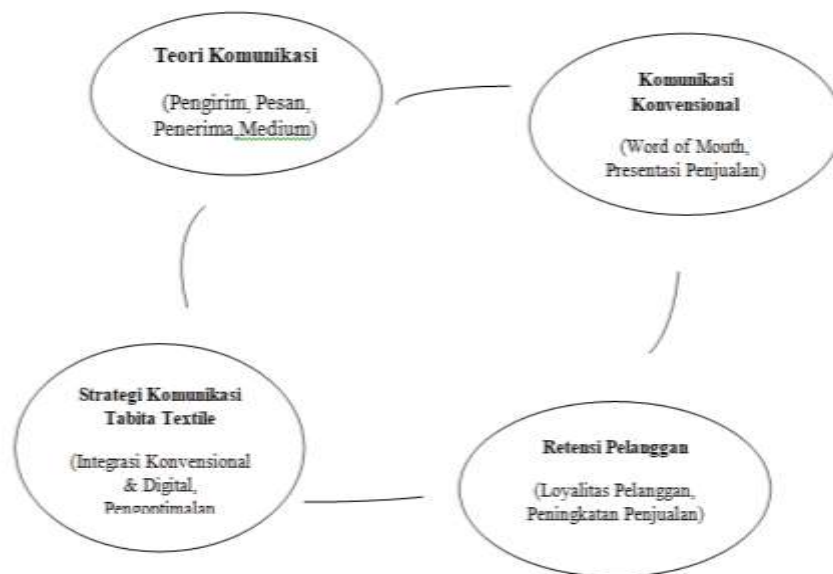 Teori Komunikasi
(Pengirim, Pesan,
Penerima,Medium)
Komunikasi
Konvensional
(Word of Mouth,
Presentasi Penjualan)
Strategi Komunikasi
Tabita Textile
(Integrasi Konvensional
& Digital,
Pengoptimalan
Retensi Pelanggan
(Loyalitas Pelanggan,
Peningkatan Penjualan)